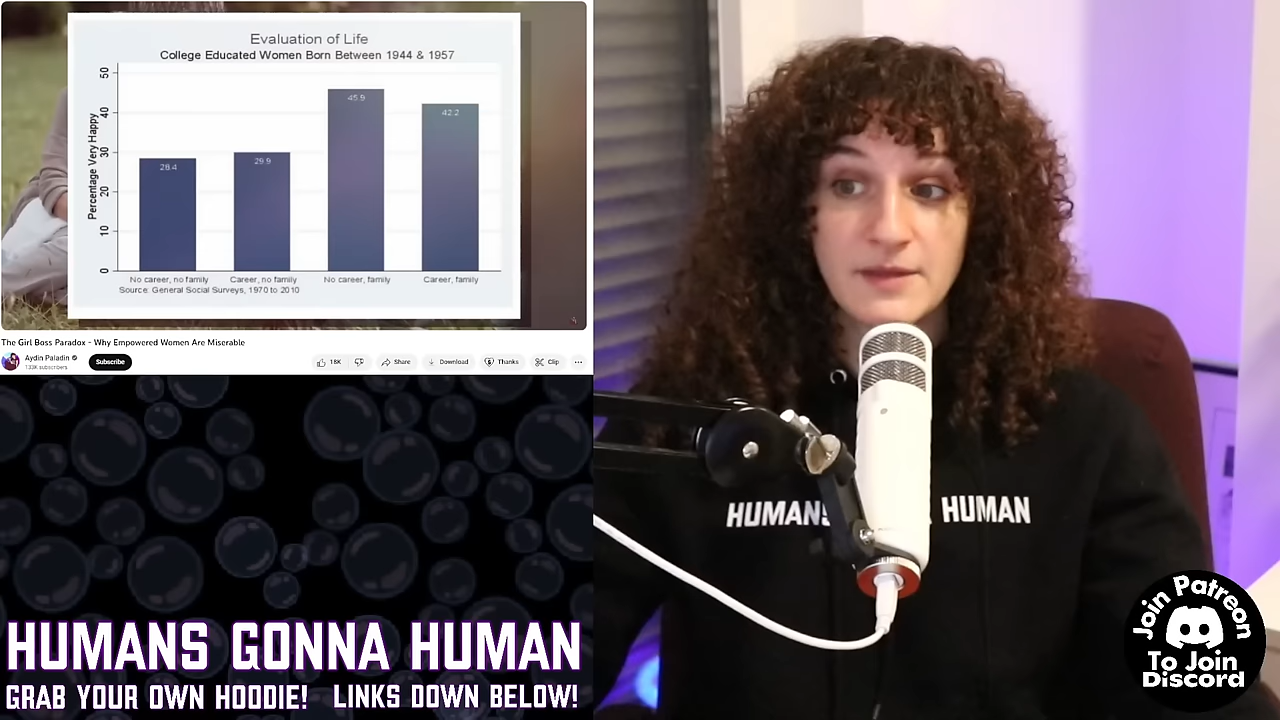 Evaluation of Life
College Educated Women Born Between 1944 & 1957
Percentage Very Happy
50
40
30
20
10
0
28.4
29.9
45.9
42.2
No career, no family
Career, no family
No career, family
Career, family
Source: General Social Surveys, 1970 to 2010
The Girl Boss Paradox - Why Empowered Women Are Miserable
Aydin Paladin
133K subscribers
Subscribe
18K
Share
Download
Thanks
Clip
HUMANS GONNA HUMAN
GRAB YOUR OWN HOODIE! LINKS DOWN BELOW!
HUMANS HUMAN
Join Patreon
To Join
Discord